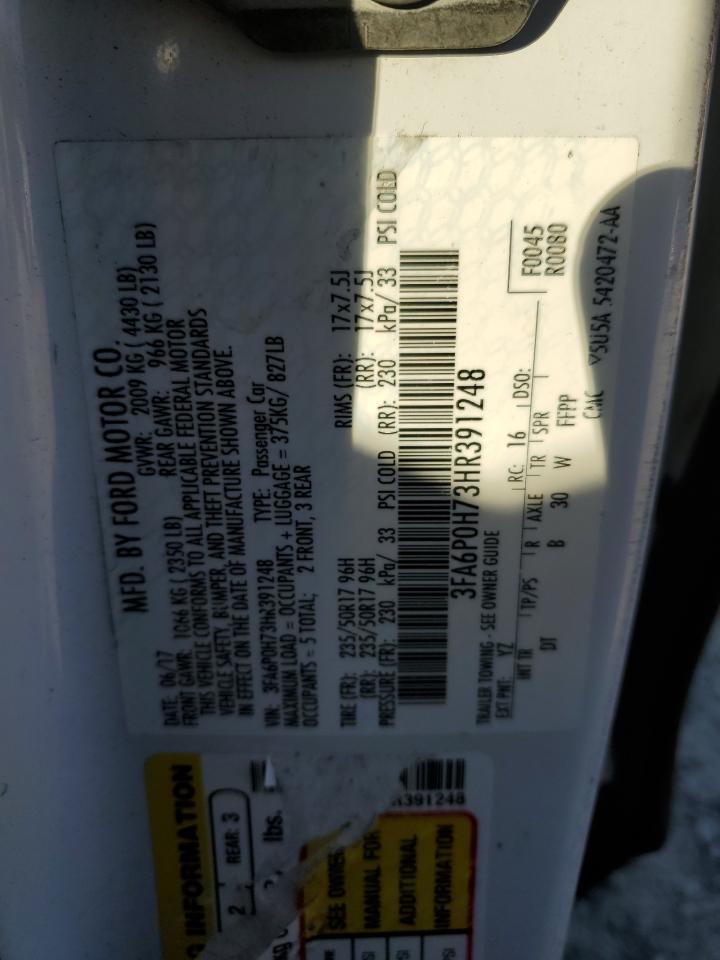 MFD. BY FORD MOTOR CO.
DATE: 06/17 GVWR: 2009 KG ( 4430 LB)
FRONT GAWR: 1066 KG ( 2350 LB) REAR GAWR: 966 KG ( 2130 LB)
THIS VEHICLE CONFORMS TO ALL APPLICABLE FEDERAL MOTOR
VEHICLE SAFETY, BUMPER, AND THEFT PREVENTION STANDARDS
IN EFFECT ON THE DATE OF MANUFACTURE SHOWN ABOVE.
VIN: 3FA6P0H73HR391248 TYPE: Passenger Car
MAXIMUM LOAD = OCCUPANTS + LUGGAGE = 375KG/ 827LB
OCCUPANTS = 5 TOTAL; 2 FRONT, 3 REAR
TIRE (FR): 235/50R17 96H RIMS (FR): 17x7.5J
(RR): 235/50R17 96H (RR): 17x7.5J
PRESSURE (FR): 230 kPa/ 33 PSI COLD (RR): 230 kPa/ 33 PSI COLD
3FA6P0H73HR391248
TRAILER TOWING - SEE OWNER GUIDE
EXT PNT: YZ RC: 16 DSO: F0045
R0080
INT TR TP/PS R AXLE TR SPR
DT B 30 W FFPP
CMC
5U5A 5420472-AA
INFORMATION
2 REAR: 3
lbs.
R391248
SEE OWNER
MANUAL FOR
ADDITIONAL
INFORMATION